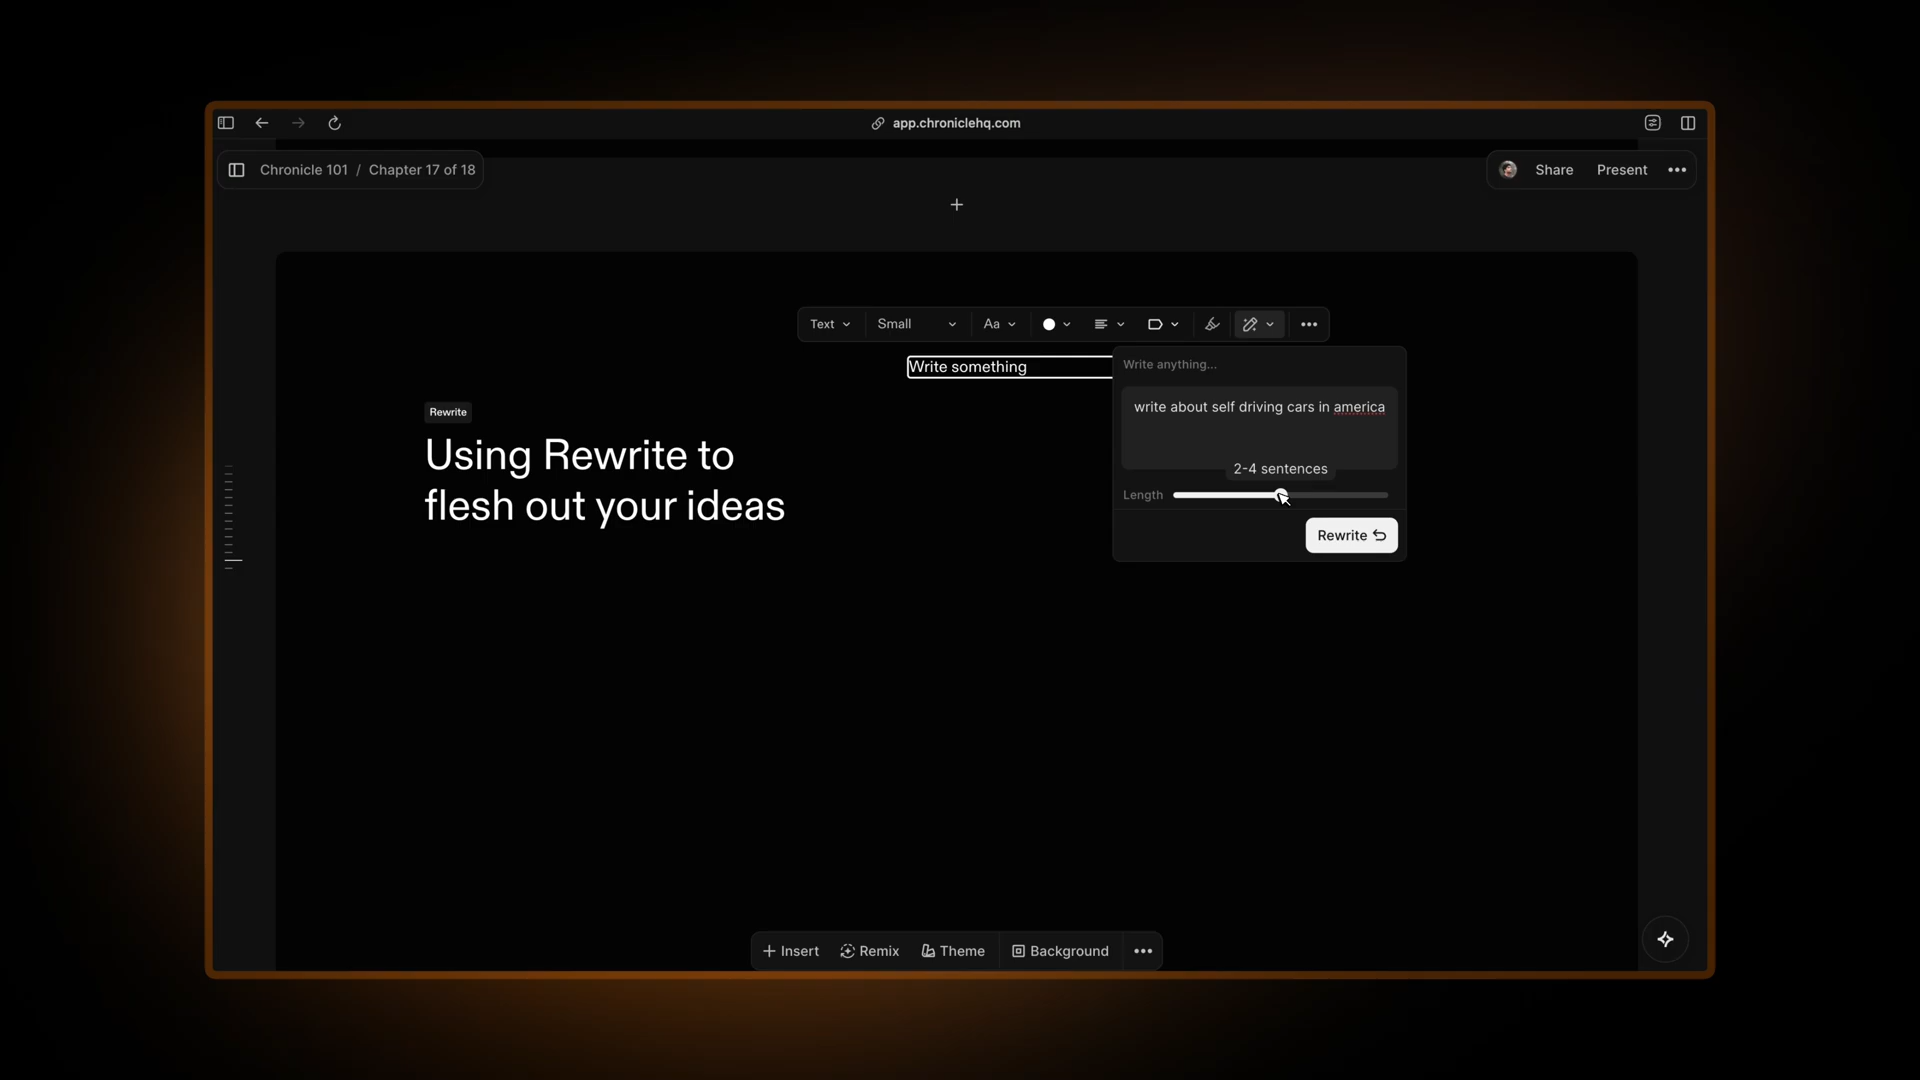 app.chroniclehq.com
Chronicle 101 / Chapter 17 of 18
Share Present
Text Small Aa
Write something
Write anything...
write about self driving cars in america
2-4 sentences
Length
Rewrite
Rewrite
Using Rewrite to
flesh out your ideas
Insert Remix Theme Background